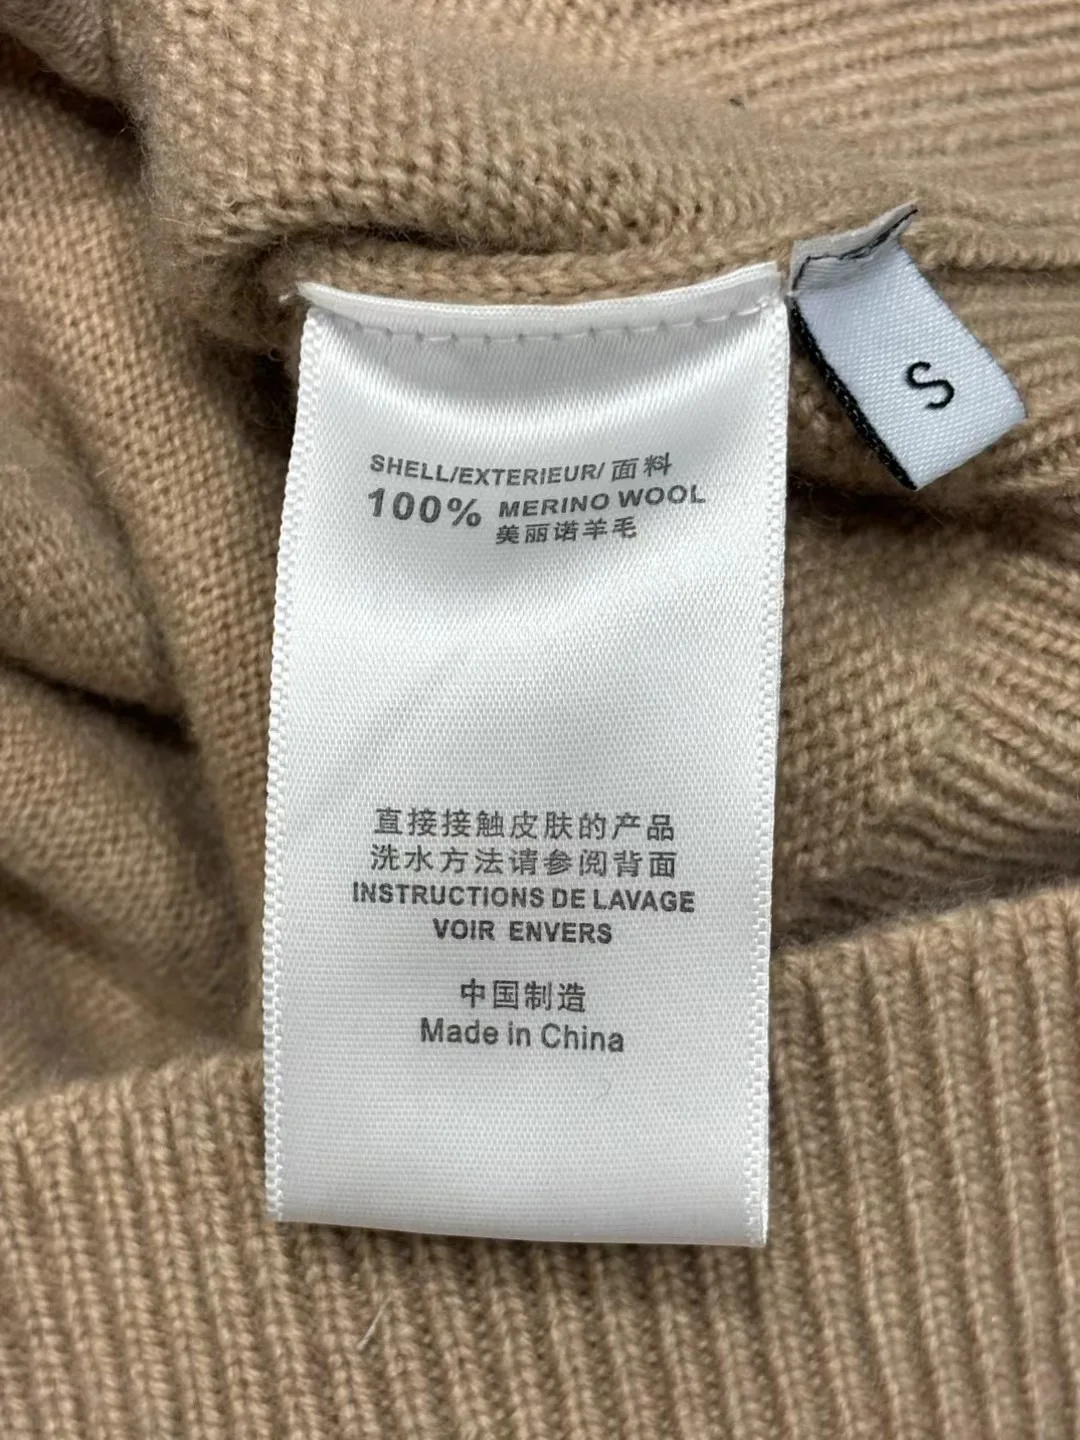 S
SHELL/EXTERIEUR/面料
100% MERINO WOOL
美丽诺羊毛
直接接触皮肤的产品
洗水方法请参阅背面
INSTRUCTIONS DE LAVAGE
VOIR ENVERS
中国制造
Made in China